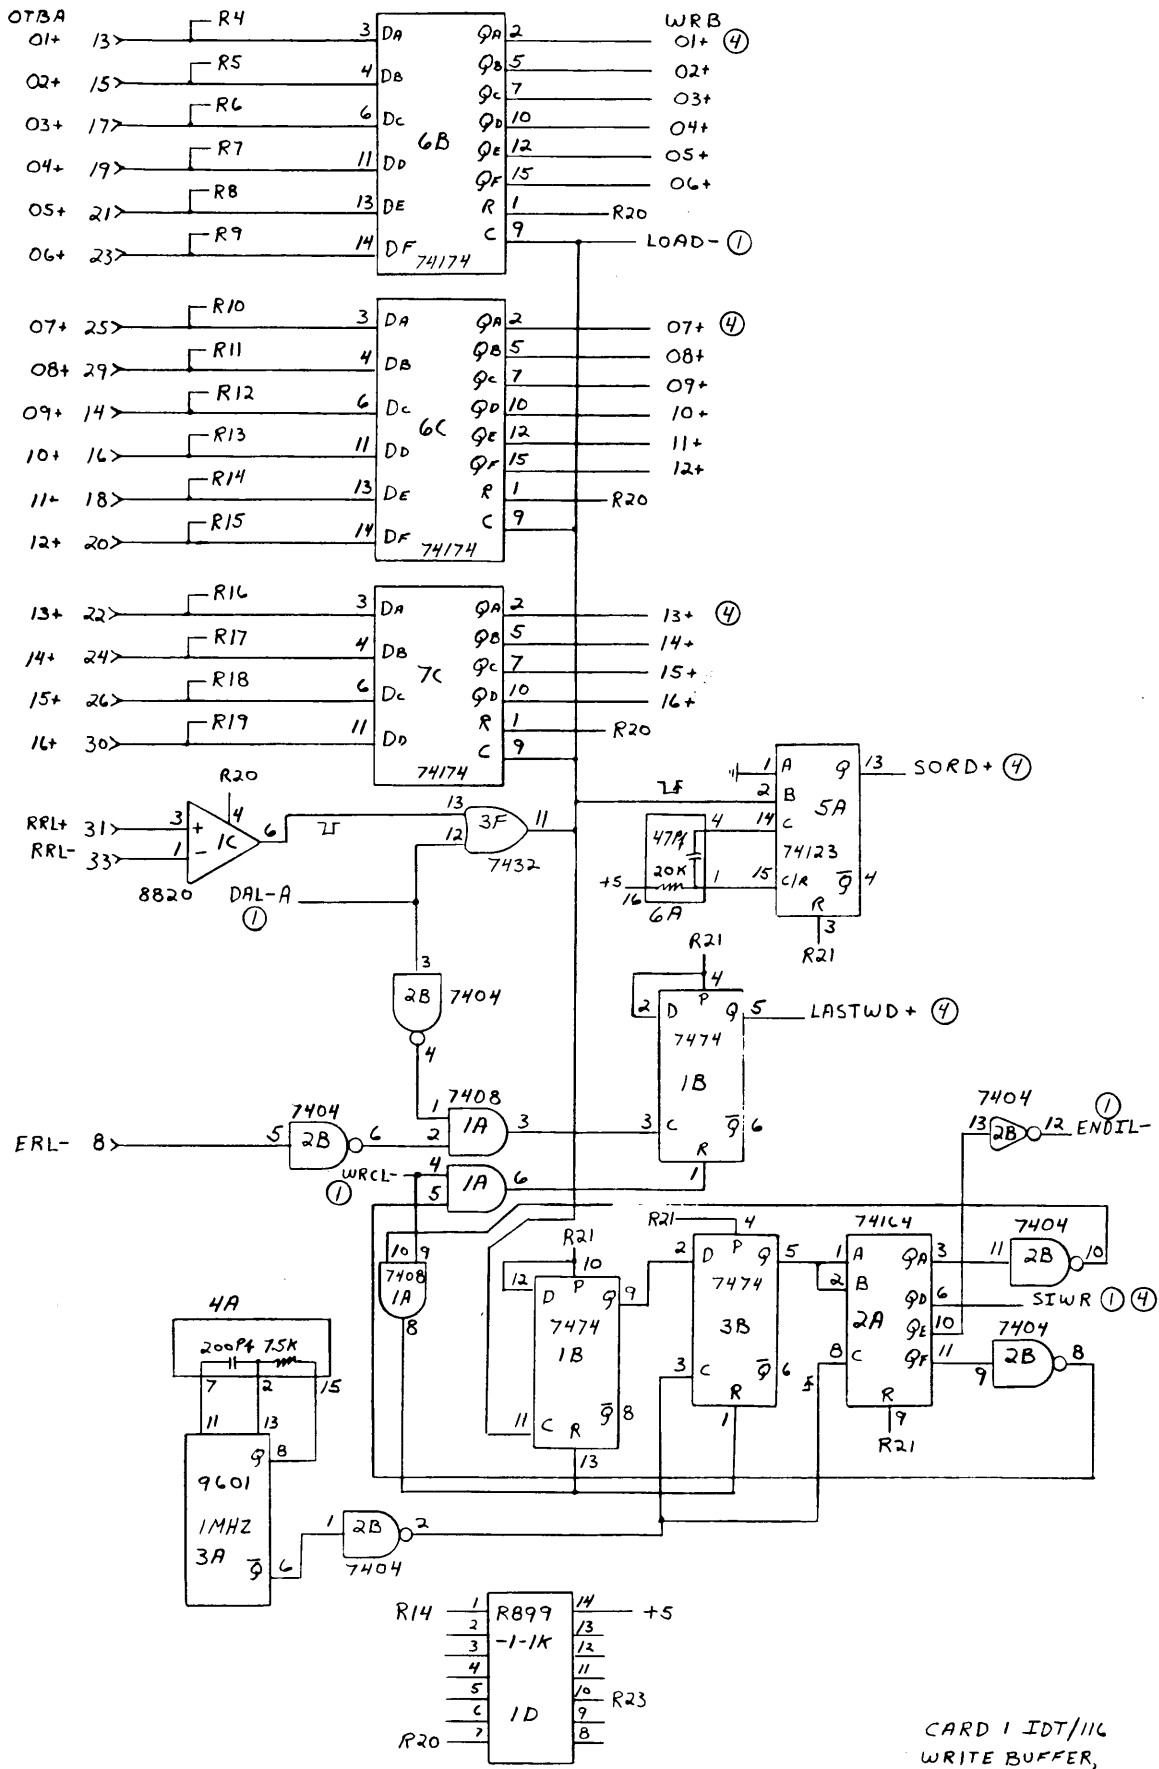 OTBA
WRB
01+ 13 R4 3 DA QA 2 01+ 4
02+ 15 R5 4 DB QB 5 02+
03+ 17 R6 6 DC QC 7 03+
04+ 19 R7 11 DD QD 10 04+
05+ 21 R8 13 DE QE 12 05+
06+ 23 R9 14 DF QF 15 06+
6B
R 1 R20
C 9 LOAD- 1
74174
07+ 25 R10 3 DA QA 2 07+ 4
08+ 29 R11 4 DB QB 5 08+
09+ 14 R12 6 DC QC 7 09+
10+ 16 R13 11 DD QD 10 10+
11+ 18 R14 13 DE QE 12 11+
12+ 20 R15 14 DF QF 15 12+
6C
R 1 R20
C 9
74174
13+ 22 R16 3 DA QA 2 13+ 4
14+ 24 R17 4 DB QB 5 14+
15+ 26 R18 6 DC QC 7 15+
16+ 30 R19 11 DD QD 10 16+
7C
R 1 R20
C 9
74174
1 A Q 13 SORD+ 4
2 B 5A
14 C
74123
15 C/R Q 4
R
3
R21
4
47Pf
20K 1
+5 16
6A
R20
4
RRL+ 31 3 + 1C 6
RRL- 33 1 -
8820
13
12 3F 11
7432
DAL-A
1
3
2B 7404
4
R21
4
2 D P Q 5 LASTWD+ 4
7474
1B
3 C Q 6
R
1
7404
ERL- 8 5 2B 6
7408
1
2 1A 3
WRCL- 4
1 5 1A 6
7404
13 2B 12 ENDIL-
1
10 9
7408
1A
8
R21
10
12 D P Q 9
7474
1B
11 C R Q 8
13
R21 4
2 D P Q 5
7474
3B
3 C Q 6
R
1
74164
1 A QA 3
2 B
QD 6 SIWR 1 4
2A QE 10
8 C QF 11
R
9
R21
7404
11 2B 10
7404
9 2B 8
4A
200Pf 7.5K
7 2 15
11 13
Q 8
9601
1MHZ
3A
Q 6
1 2B 2
7404
R14 1 R899 14 +5
2 -1-1K 13
3 12
4 11
5 10 R23
6 1D 9
R20 7 8
CARD 1 IDT/116
WRITE BUFFER,